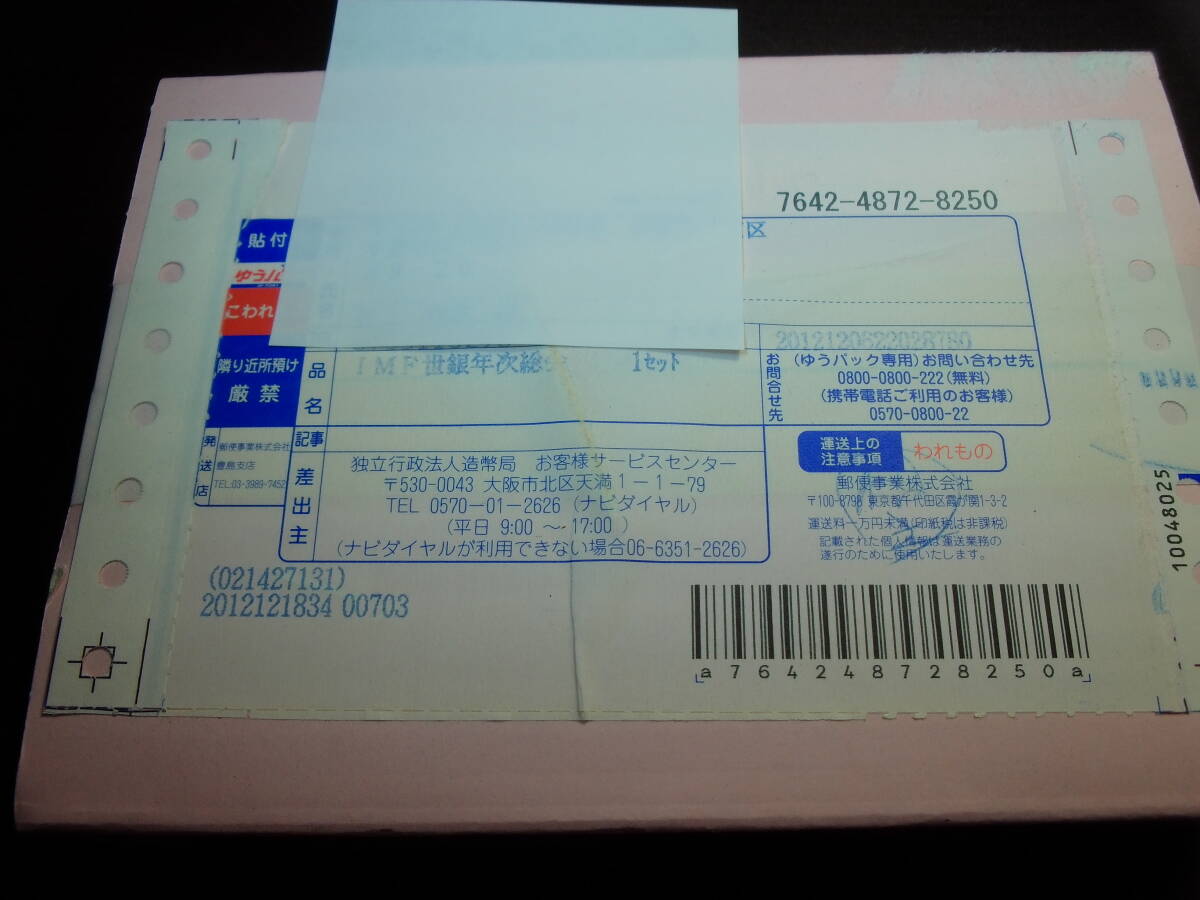 7642-4872-8250
貼付
区
ゆうパ
こわれ
2012120622028780
隣り近所預け
厳禁
品名
IMF世銀年次総
1セット
お問合せ先
(ゆうパック専用)お問い合わせ先
0800-0800-222(無料)
(携帯電話ご利用のお客様)
0570-0800-22
発送店
郵便事業株式会社
豊島支店
TEL:03-3989-7452
記事
差出主
独立行政法人造幣局 お客様サービスセンター
〒530-0043 大阪市北区天満1-1-79
TEL 0570-01-2626 (ナビダイヤル)
(平日 9:00 ~ 17:00 )
(ナビダイヤルが利用できない場合06-6351-2626)
運送上の
注意事項
われもの
郵便事業株式会社
〒100-8798 東京都千代田区霞が関1-3-2
運送料一万円未満(印紙税は非課税)
記載された個人情報は運送業務の
遂行のために使用いたします。
10048025
(021427131)
2012121834 00703
a764248728250a